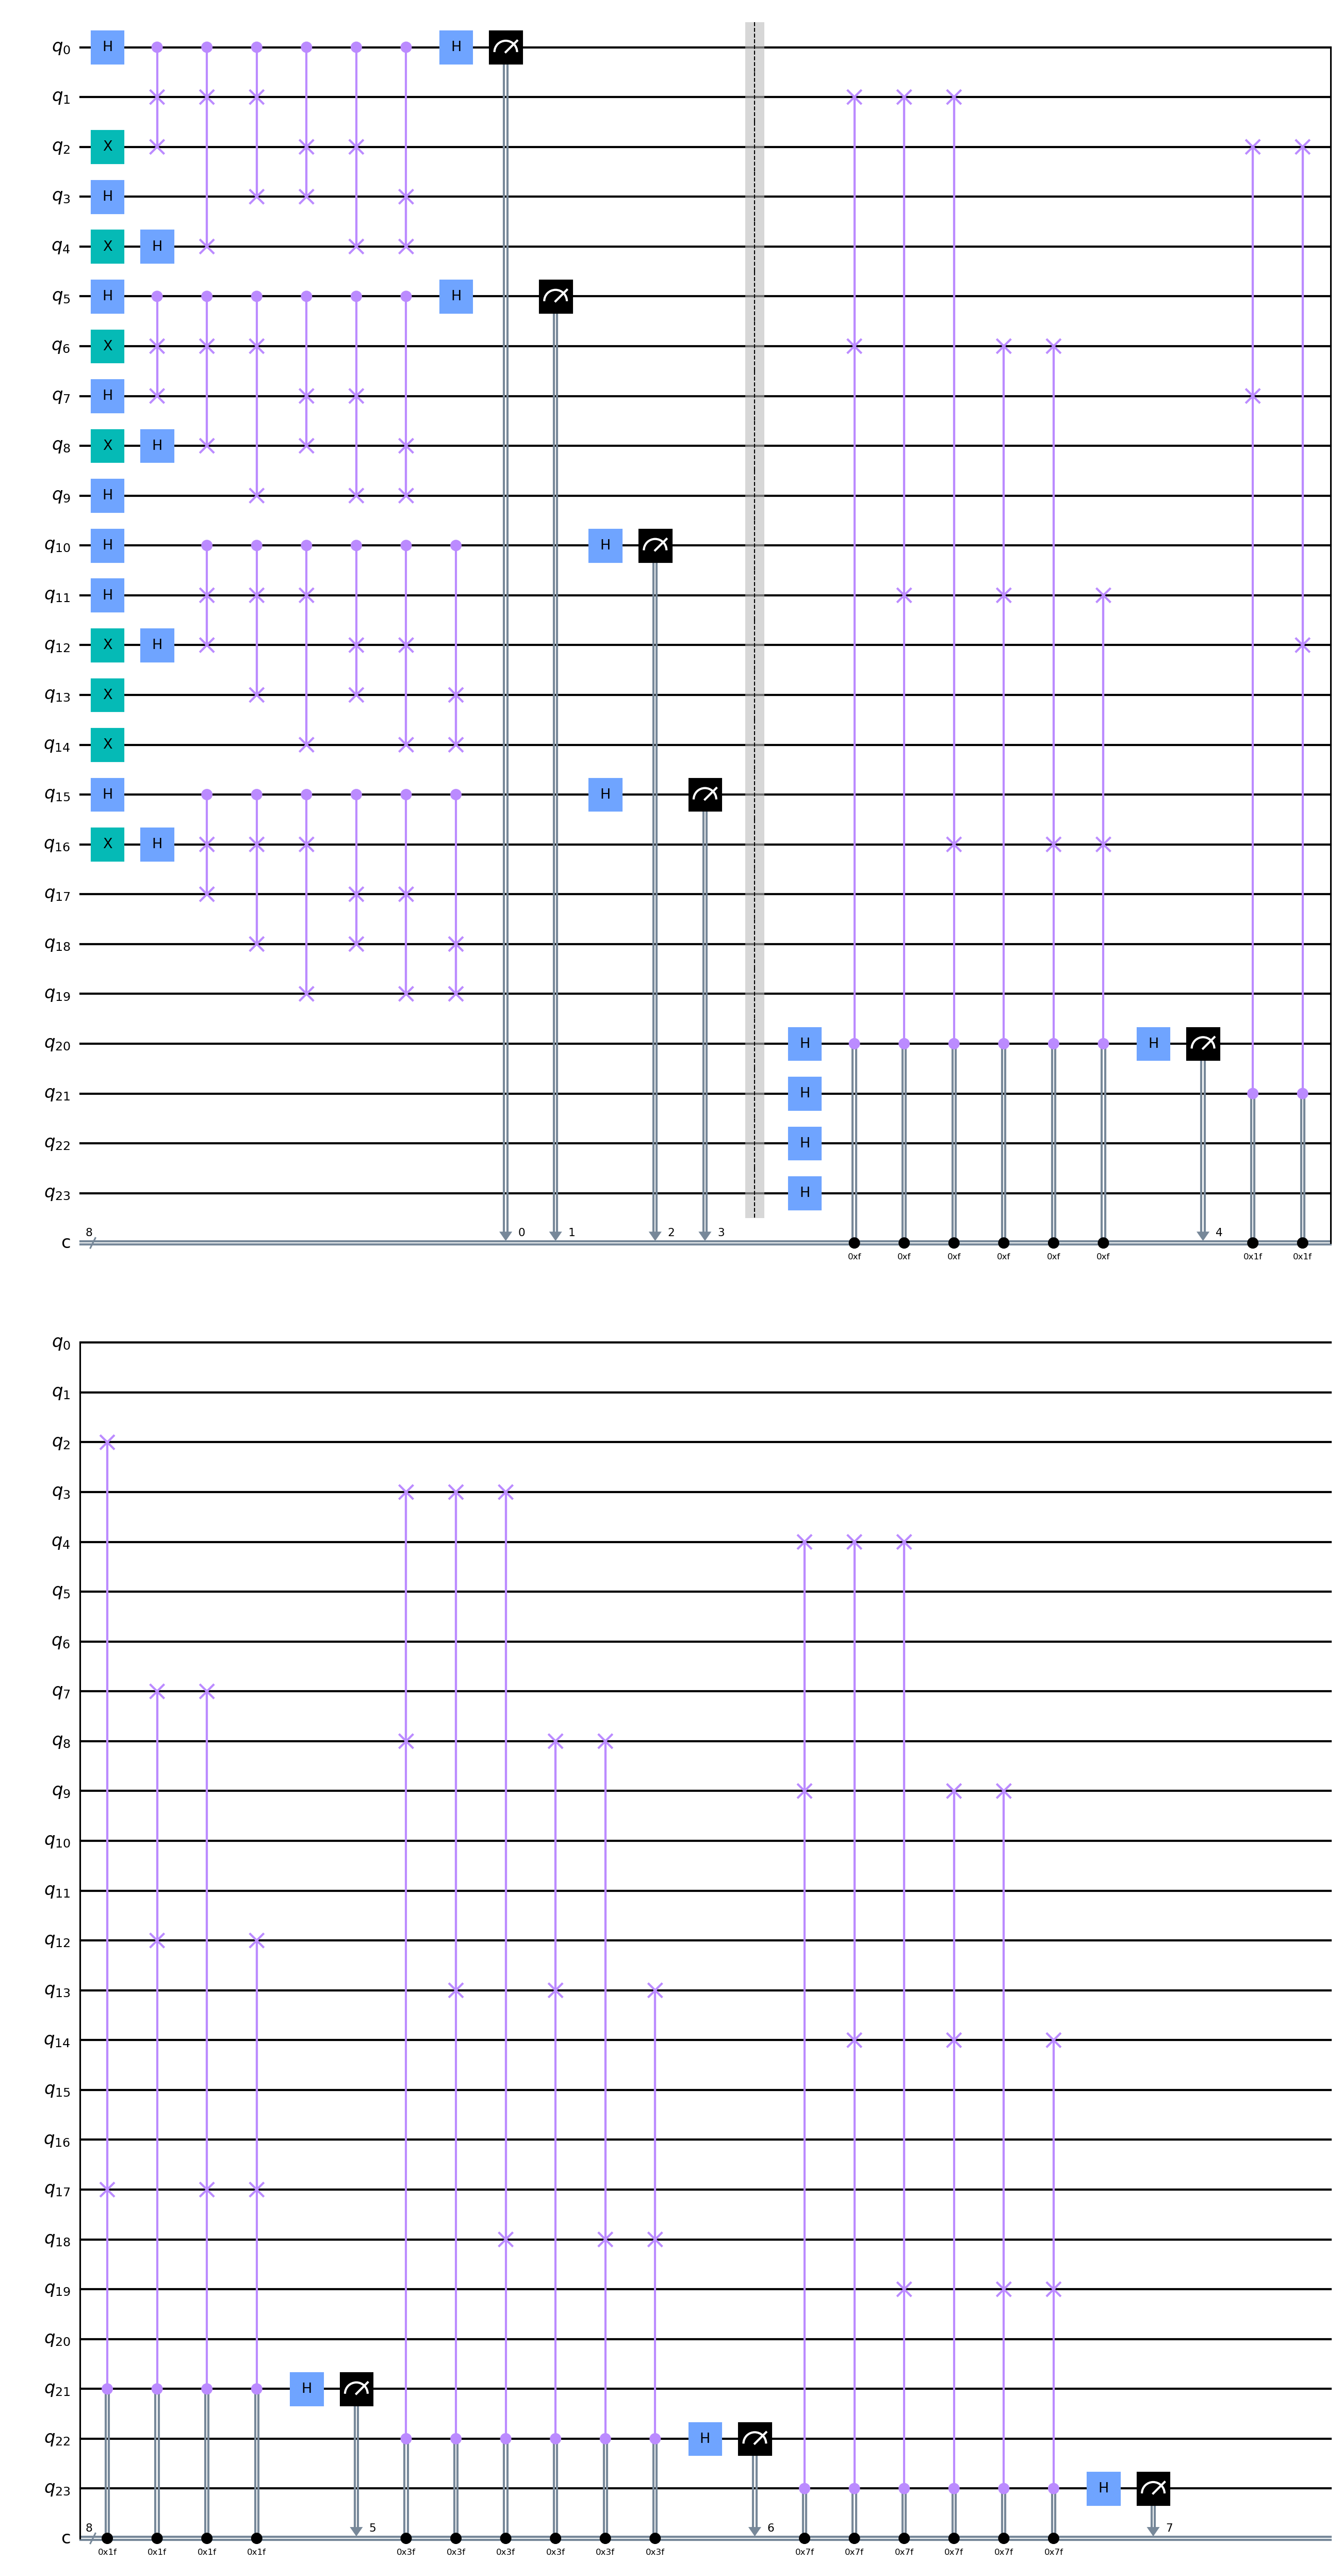 q0 H H
q1
q2 X
q3 H
q4 X H
q5 H H
q6 X
q7 H
q8 X H
q9 H
q10 H H
q11 H
q12 X H
q13 X
q14 X
q15 H H
q16 X H
q17
q18
q19
q20 H H
q21 H
q22 H
q23 H
c 8 0 1 2 3 4
0xf 0xf 0xf 0xf 0xf 0xf 0x1f 0x1f
q0
q1
q2
q3
q4
q5
q6
q7
q8
q9
q10
q11
q12
q13
q14
q15
q16
q17
q18
q19
q20
q21 H
q22 H
q23 H
c 8 5 6 7
0x1f 0x1f 0x1f 0x1f 0x3f 0x3f 0x3f 0x3f 0x3f 0x3f 0x7f 0x7f 0x7f 0x7f 0x7f 0x7f